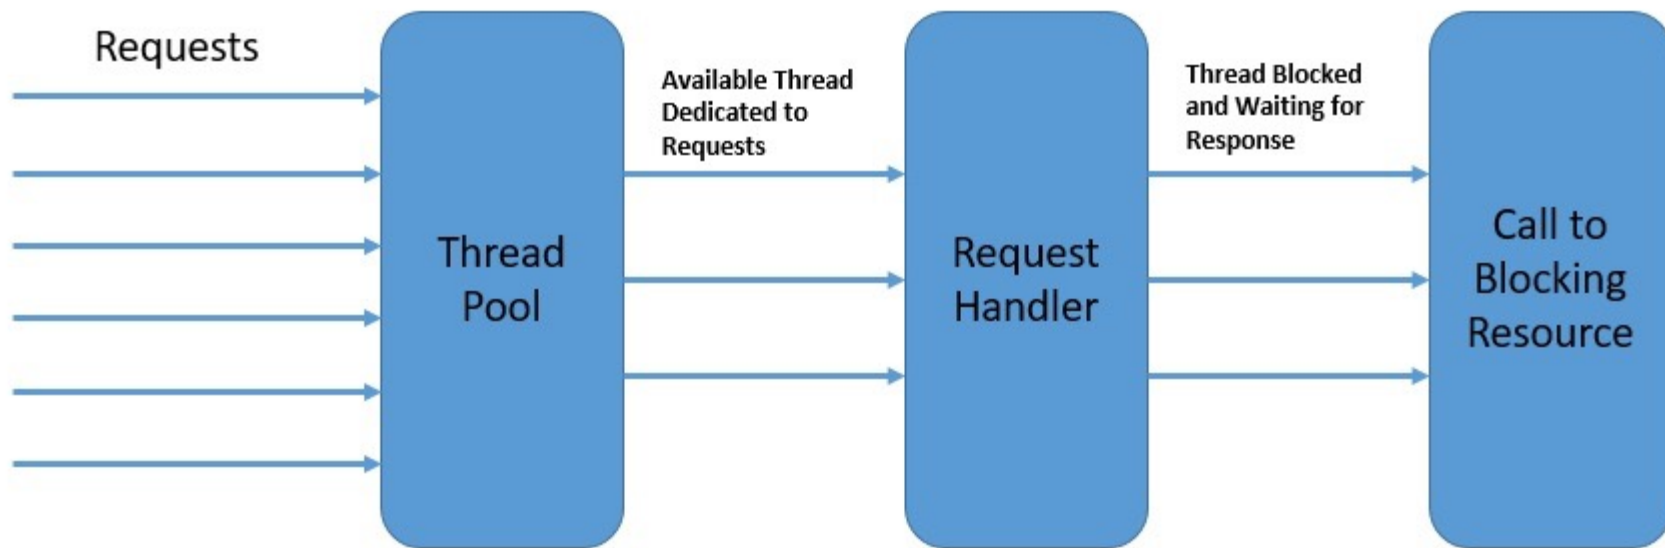 Requests
Thread
Pool
Available Thread
Dedicated to
Requests
Request
Handler
Thread Blocked
and Waiting for
Response
Call to
Blocking
Resource